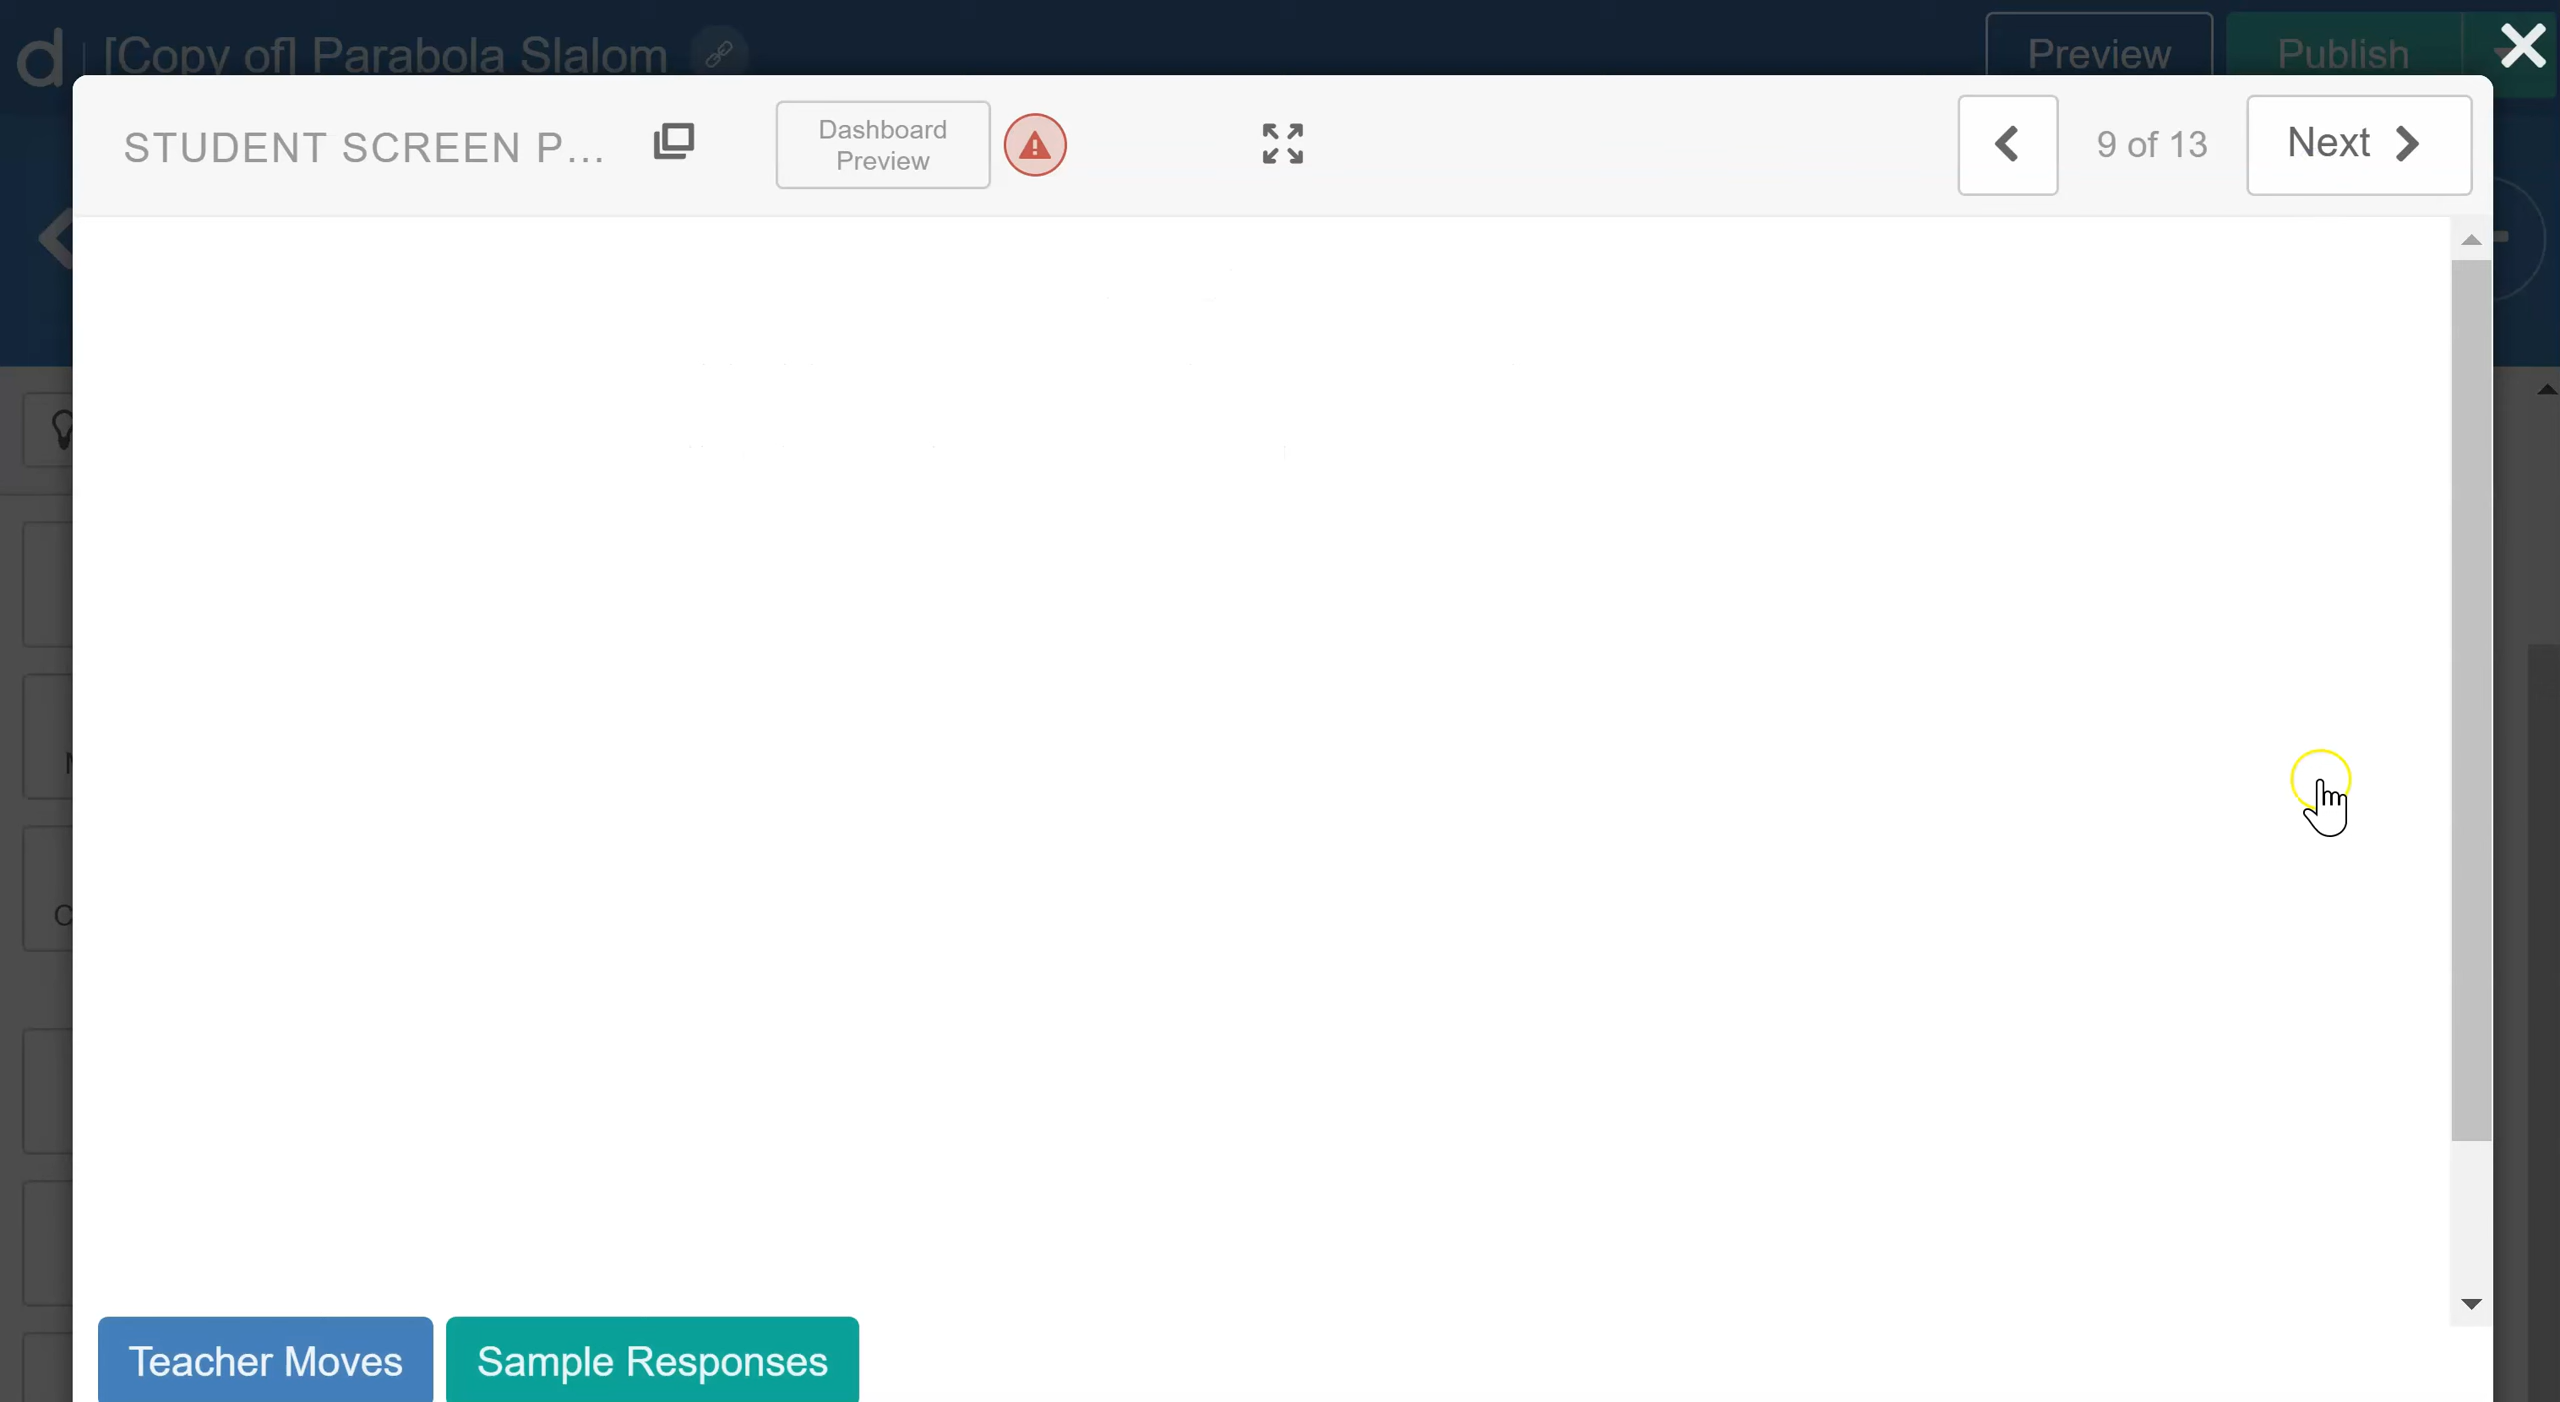 d [Copy of] Parabola Slalom
Preview
Publish
STUDENT SCREEN P...
Dashboard
Preview
9 of 13
Next
Teacher Moves
Sample Responses